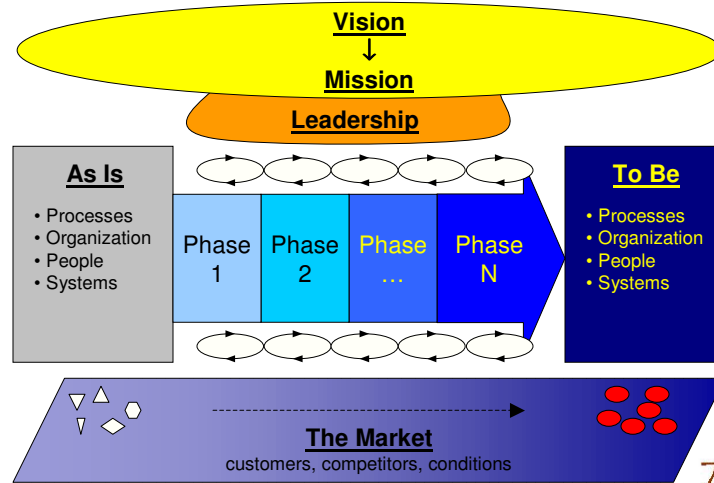 Vision
↓
Mission
Leadership
As Is
• Processes
• Organization
• People
• Systems
Phase
1
Phase
2
Phase
...
Phase
N
To Be
• Processes
• Organization
• People
• Systems
The Market
customers, competitors, conditions